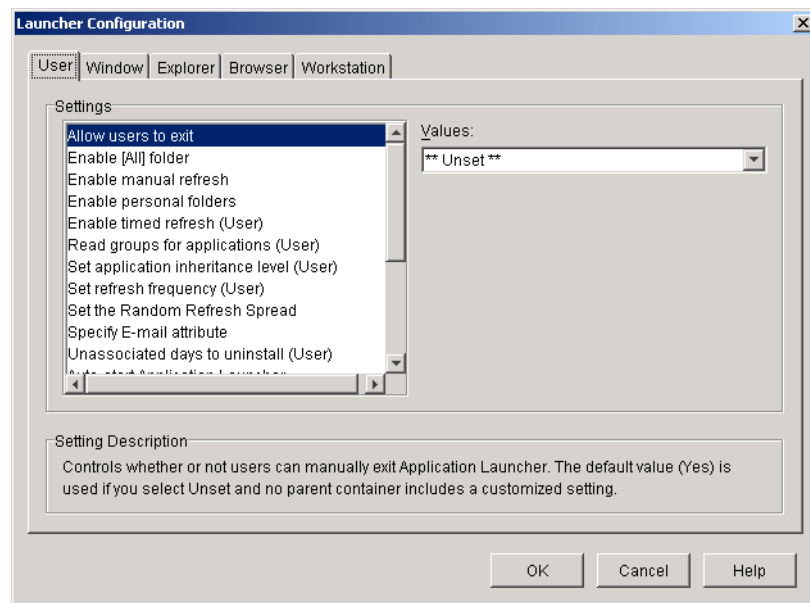 Launcher Configuration
User Window Explorer Browser Workstation
Settings
Allow users to exit
Enable [All] folder
Enable manual refresh
Enable personal folders
Enable timed refresh (User)
Read groups for applications (User)
Set application inheritance level (User)
Set refresh frequency (User)
Set the Random Refresh Spread
Specify E-mail attribute
Unassociated days to uninstall (User)
Auto-start Application Launcher
Values:
** Unset **
Setting Description
Controls whether or not users can manually exit Application Launcher. The default value (Yes) is
used if you select Unset and no parent container includes a customized setting.
OK Cancel Help